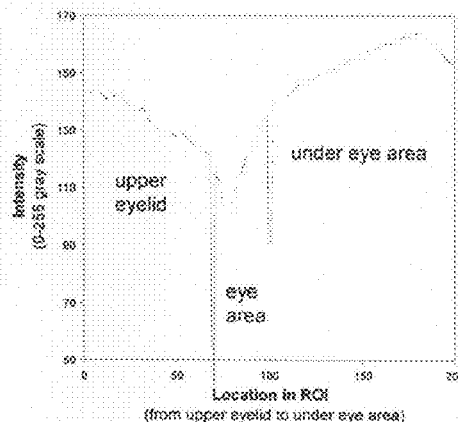 170
150
130
110
90
70
50
Intensity
(0-255 gray scale)
upper
eyelid
under eye area
eye
area
0
50
100
150
200
Location in ROI
(from upper eyelid to under eye area)